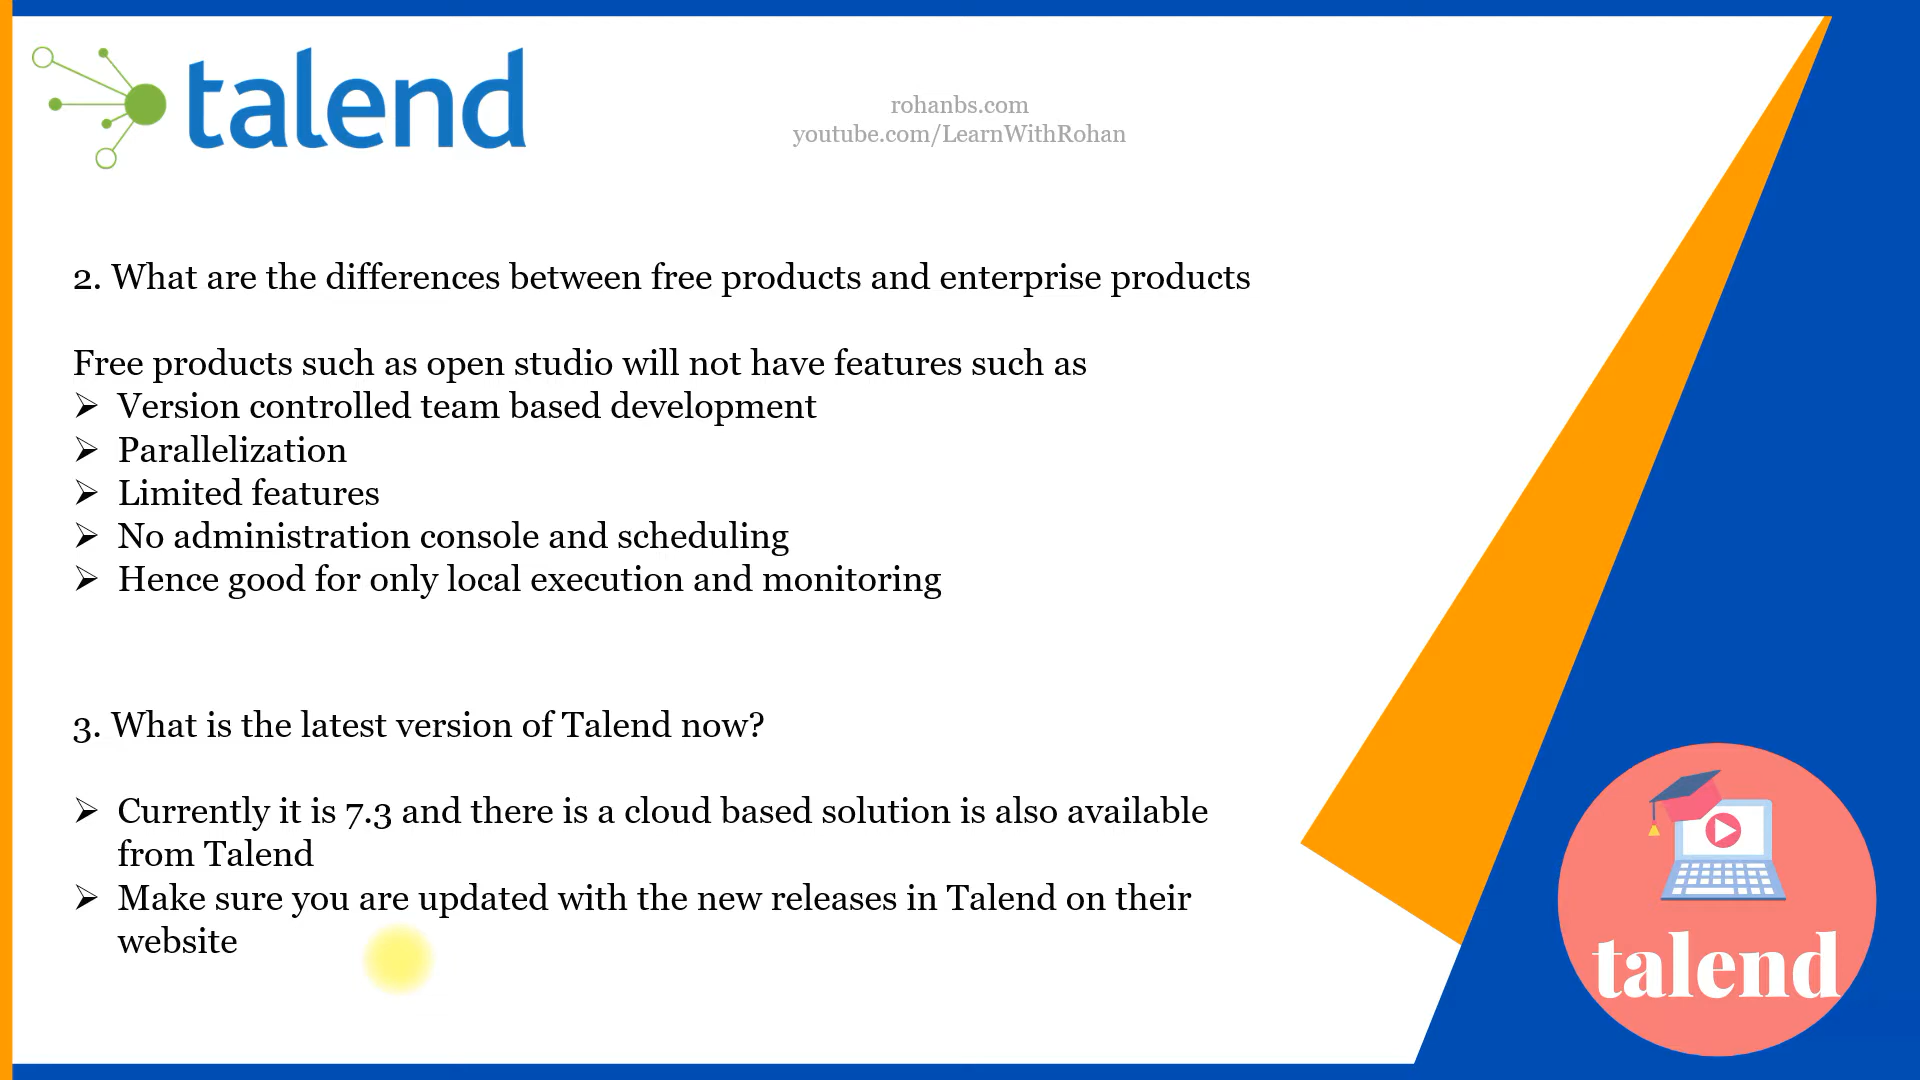 talend
rohanbs.com
youtube.com/LearnWithRohan
2. What are the differences between free products and enterprise products
Free products such as open studio will not have features such as
➢ Version controlled team based development
➢ Parallelization
➢ Limited features
➢ No administration console and scheduling
➢ Hence good for only local execution and monitoring
3. What is the latest version of Talend now?
➢ Currently it is 7.3 and there is a cloud based solution is also available
from Talend
➢ Make sure you are updated with the new releases in Talend on their
website
talend